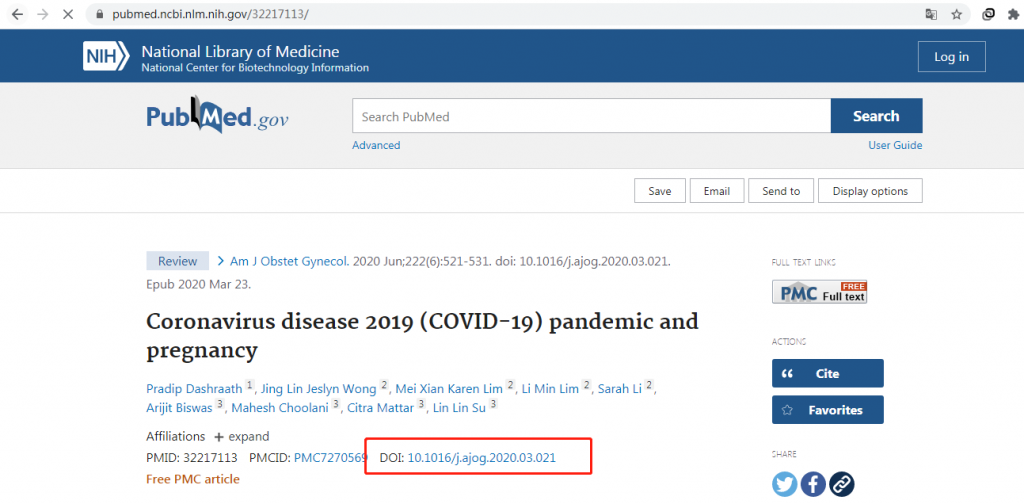 pubmed.ncbi.nlm.nih.gov/32217113/
NIH
National Library of Medicine
National Center for Biotechnology Information
Log in
PubMed.gov
Search PubMed
Search
Advanced
User Guide
Save
Email
Send to
Display options
Review
Am J Obstet Gynecol. 2020 Jun;222(6):521-531. doi: 10.1016/j.ajog.2020.03.021.
Epub 2020 Mar 23.
Coronavirus disease 2019 (COVID-19) pandemic and
pregnancy
Pradip Dashraath 1, Jing Lin Jeslyn Wong 2, Mei Xian Karen Lim 2, Li Min Lim 2, Sarah Li 2,
Arijit Biswas 3, Mahesh Choolani 3, Citra Mattar 3, Lin Lin Su 3
Affiliations + expand
PMID: 32217113 PMCID: PMC7270569 DOI: 10.1016/j.ajog.2020.03.021
Free PMC article
FULL TEXT LINKS
PMC FREE Full text
ACTIONS
Cite
Favorites
SHARE